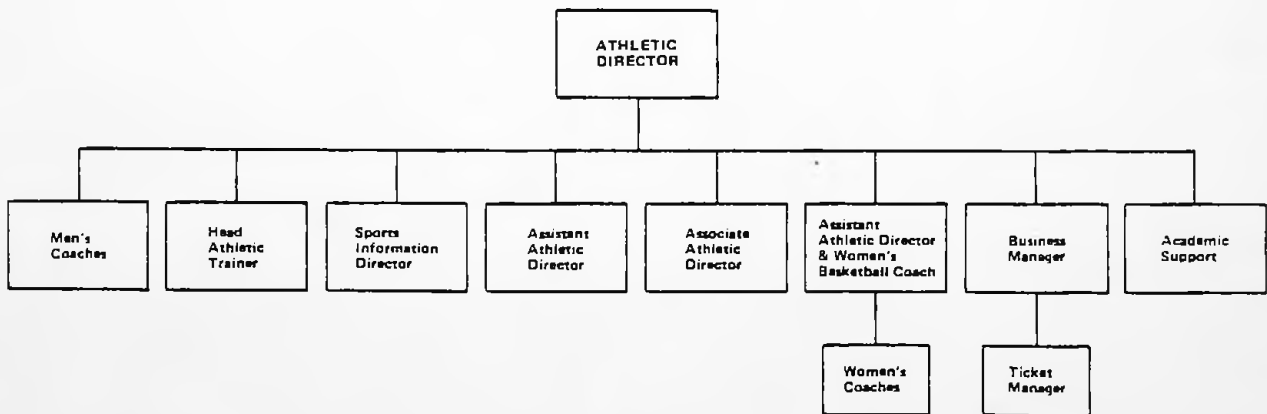 ATHLETIC
DIRECTOR
Men's
Coaches
Head
Athletic
Trainer
Sports
Information
Director
Assistant
Athletic
Director
Associate
Athletic
Director
Assistant
Athletic Director
& Women's
Basketball Coach
Business
Manager
Academic
Support
Women's
Coaches
Ticket
Manager